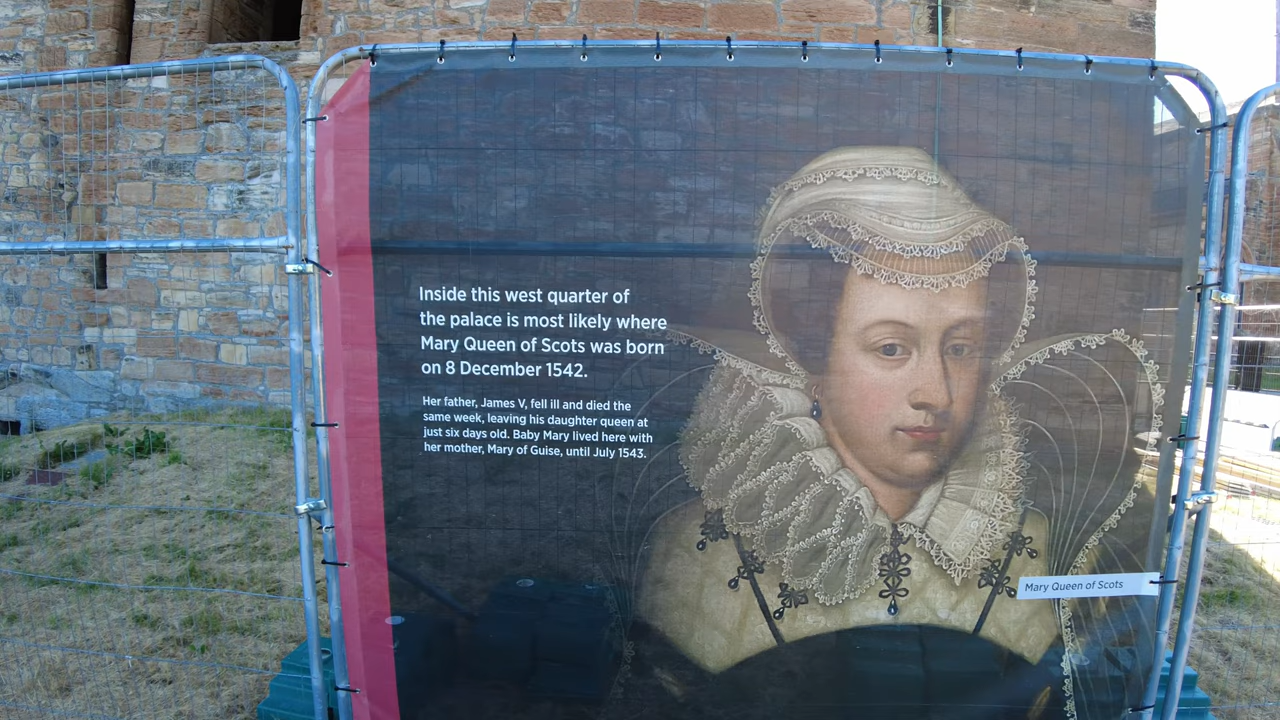 Inside this west quarter of
the palace is most likely where
Mary Queen of Scots was born
on 8 December 1542.
Her father, James V, fell ill and died the
same week, leaving his daughter queen at
just six days old. Baby Mary lived here with
her mother, Mary of Guise, until July 1543.
Mary Queen of Scots